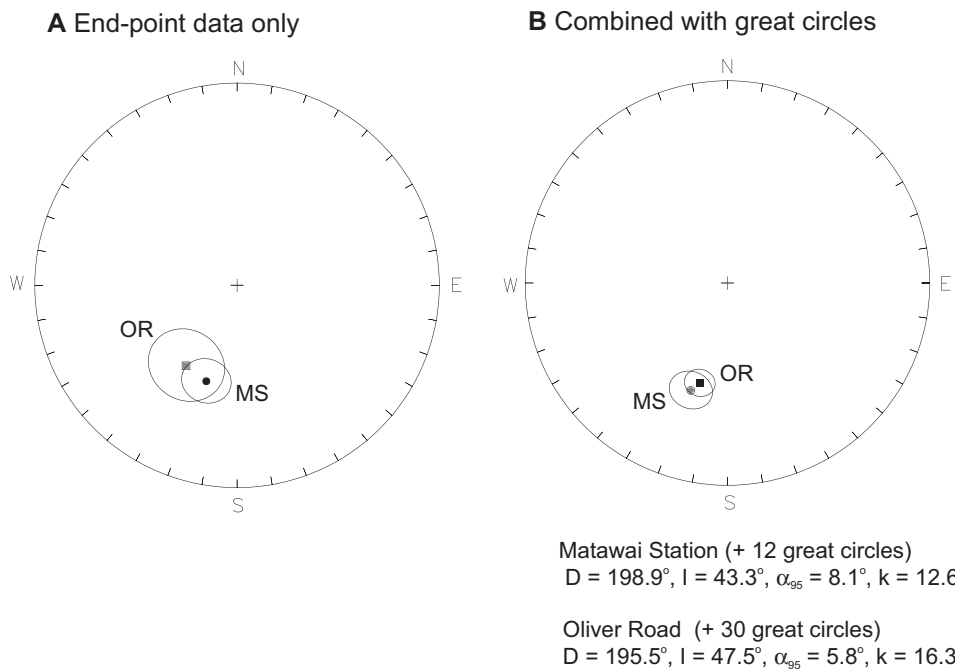 A End-point data only
N
W
E
S
OR
MS
B Combined with great circles
N
W
E
S
OR
MS
Matawai Station (+ 12 great circles)
D = 198.9°, I = 43.3°, α95 = 8.1°, k = 12.6
Oliver Road (+ 30 great circles)
D = 195.5°, I = 47.5°, α95 = 5.8°, k = 16.3